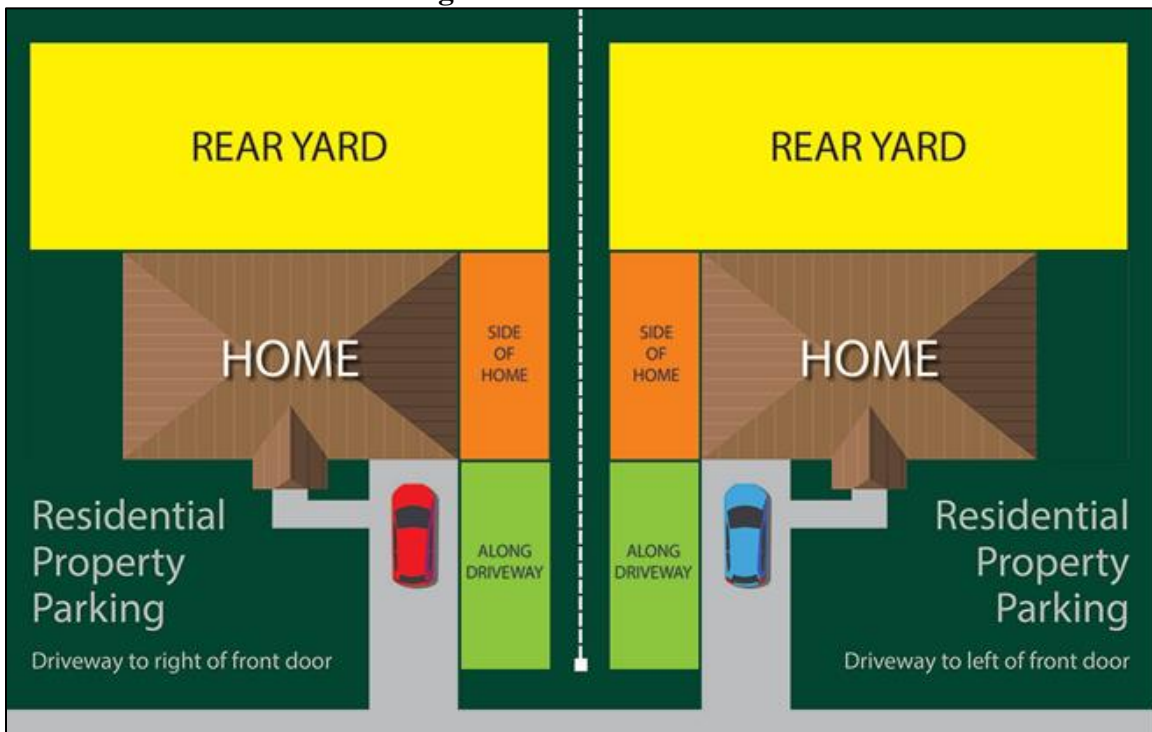 REAR YARD
REAR YARD
HOME
SIDE
OF
HOME
SIDE
OF
HOME
HOME
Residential
Property
Parking
Driveway to right of front door
ALONG
DRIVEWAY
ALONG
DRIVEWAY
Residential
Property
Parking
Driveway to left of front door